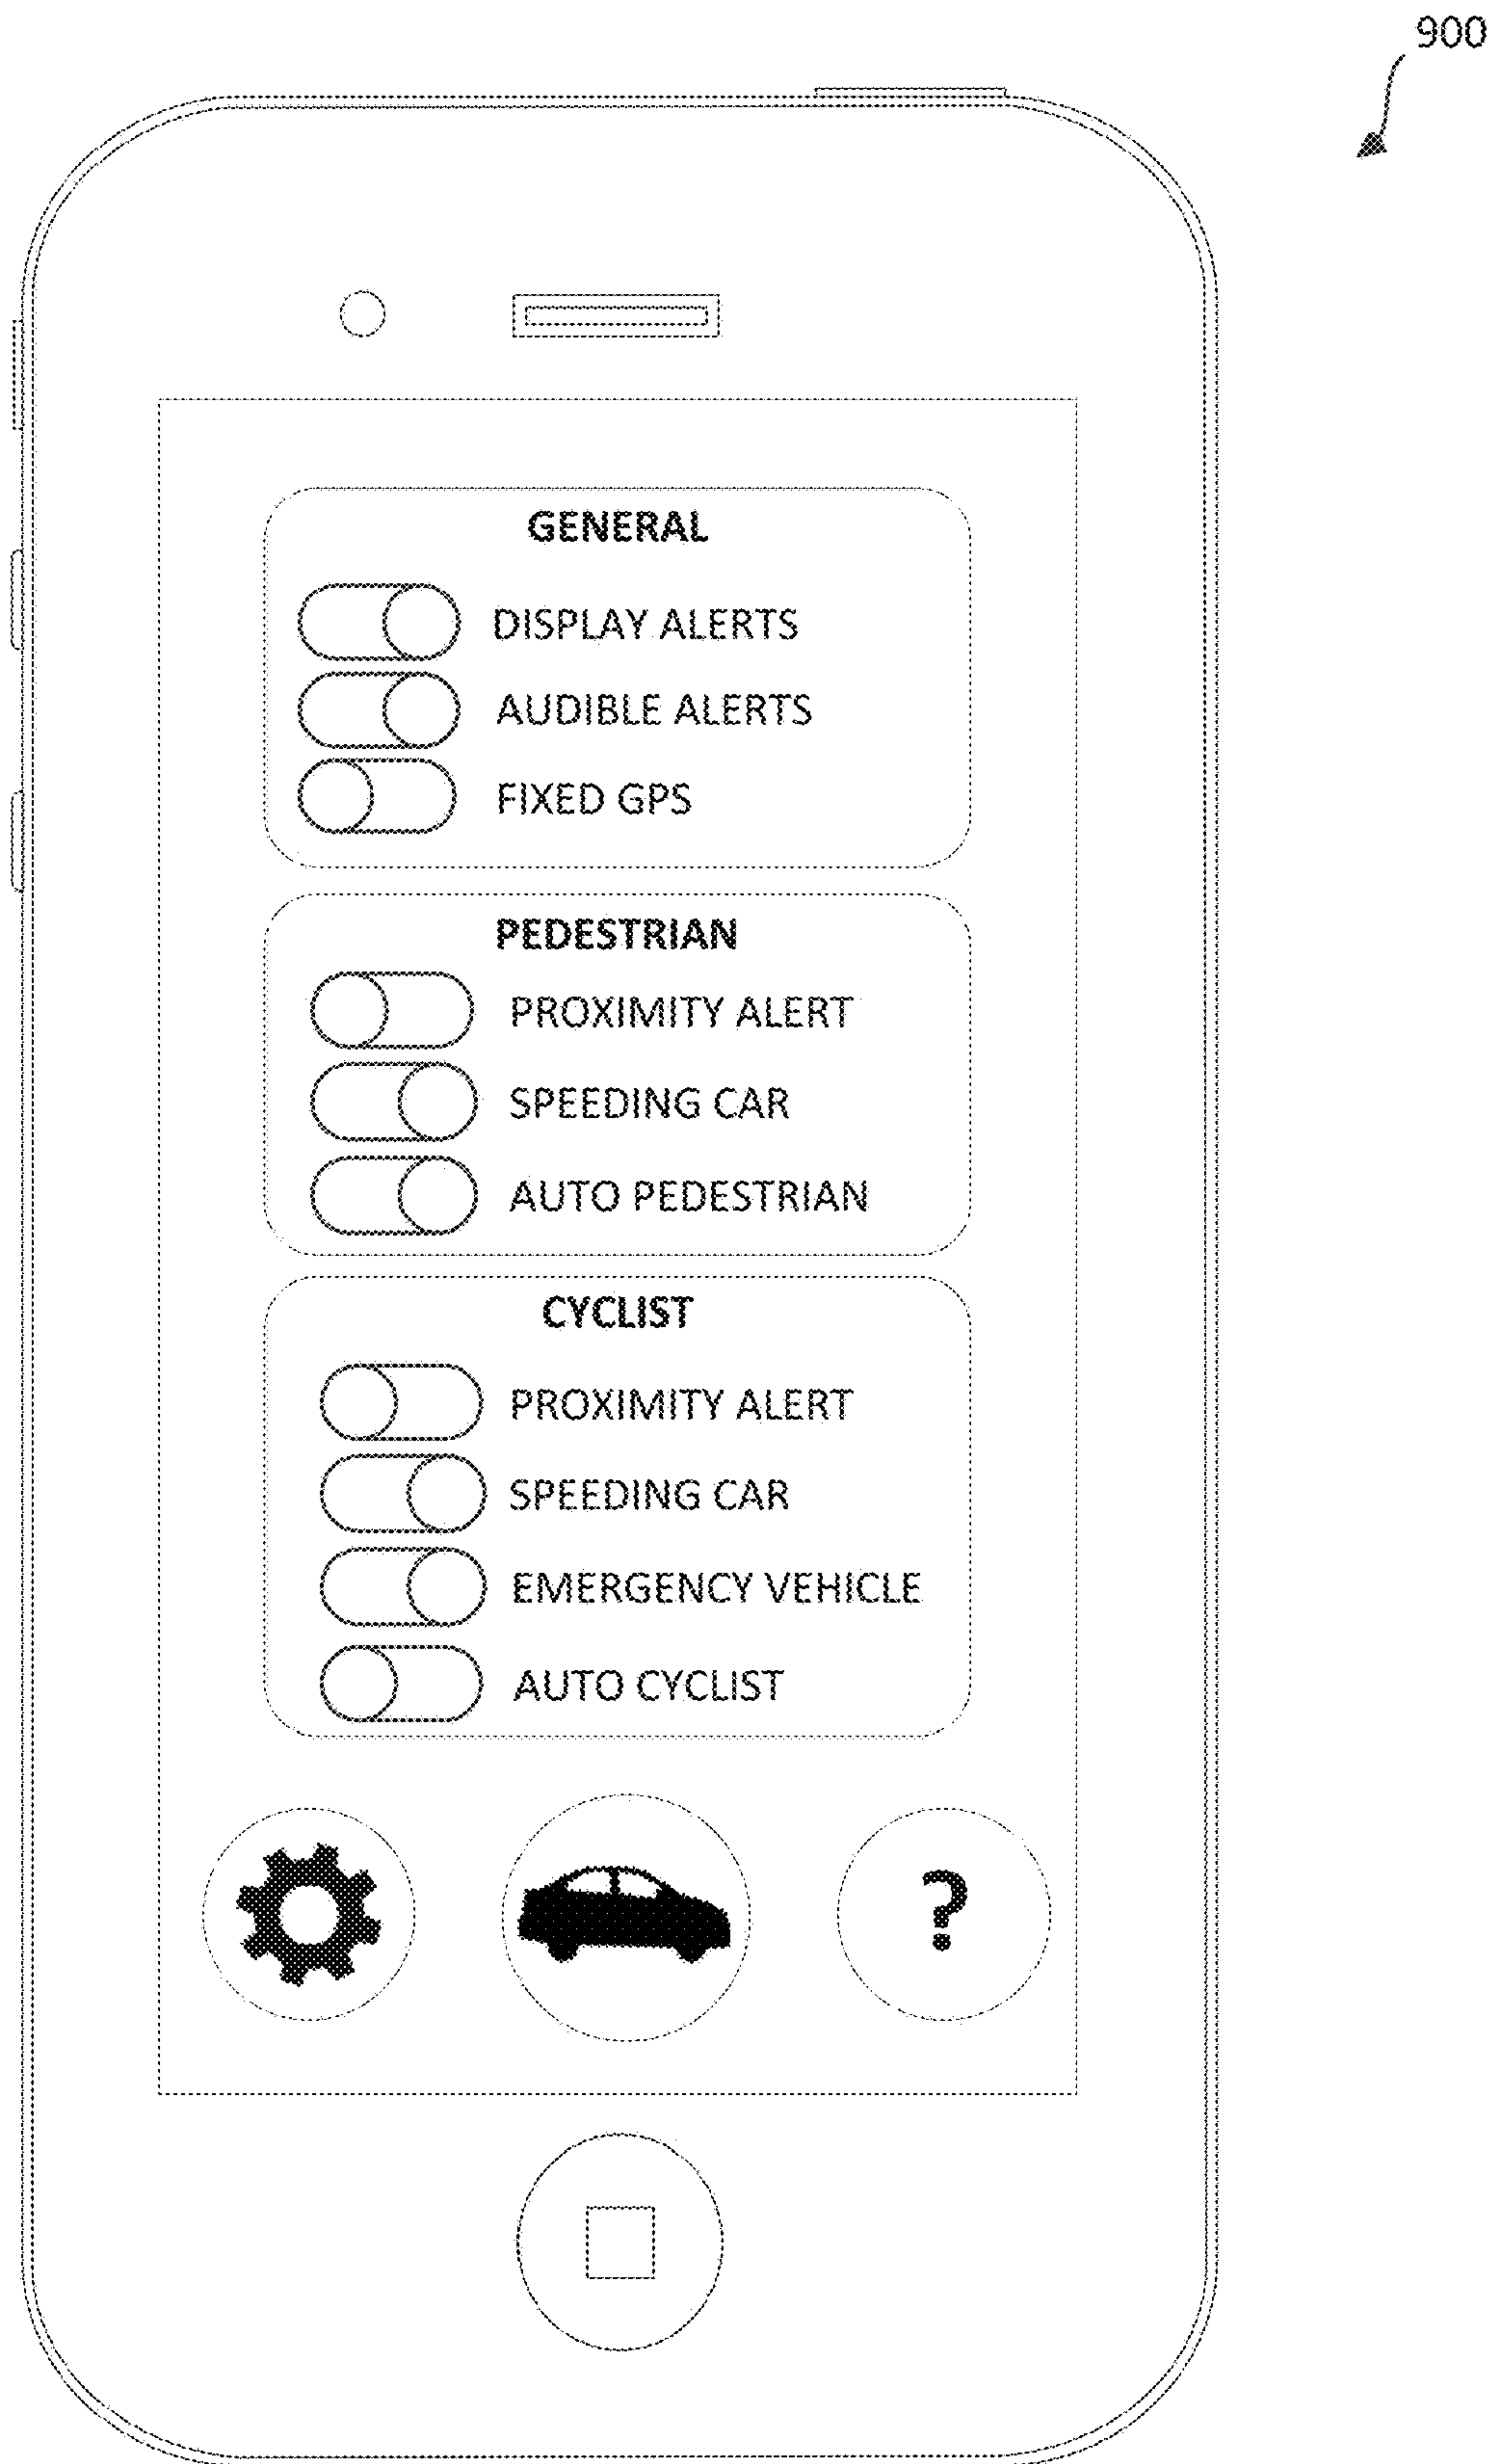 900
GENERAL
DISPLAY ALERTS
AUDIBLE ALERTS
FIXED GPS
PEDESTRIAN
PROXIMITY ALERT
SPEEDING CAR
AUTO PEDESTRIAN
CYCLIST
PROXIMITY ALERT
SPEEDING CAR
EMERGENCY VEHICLE
AUTO CYCLIST
?